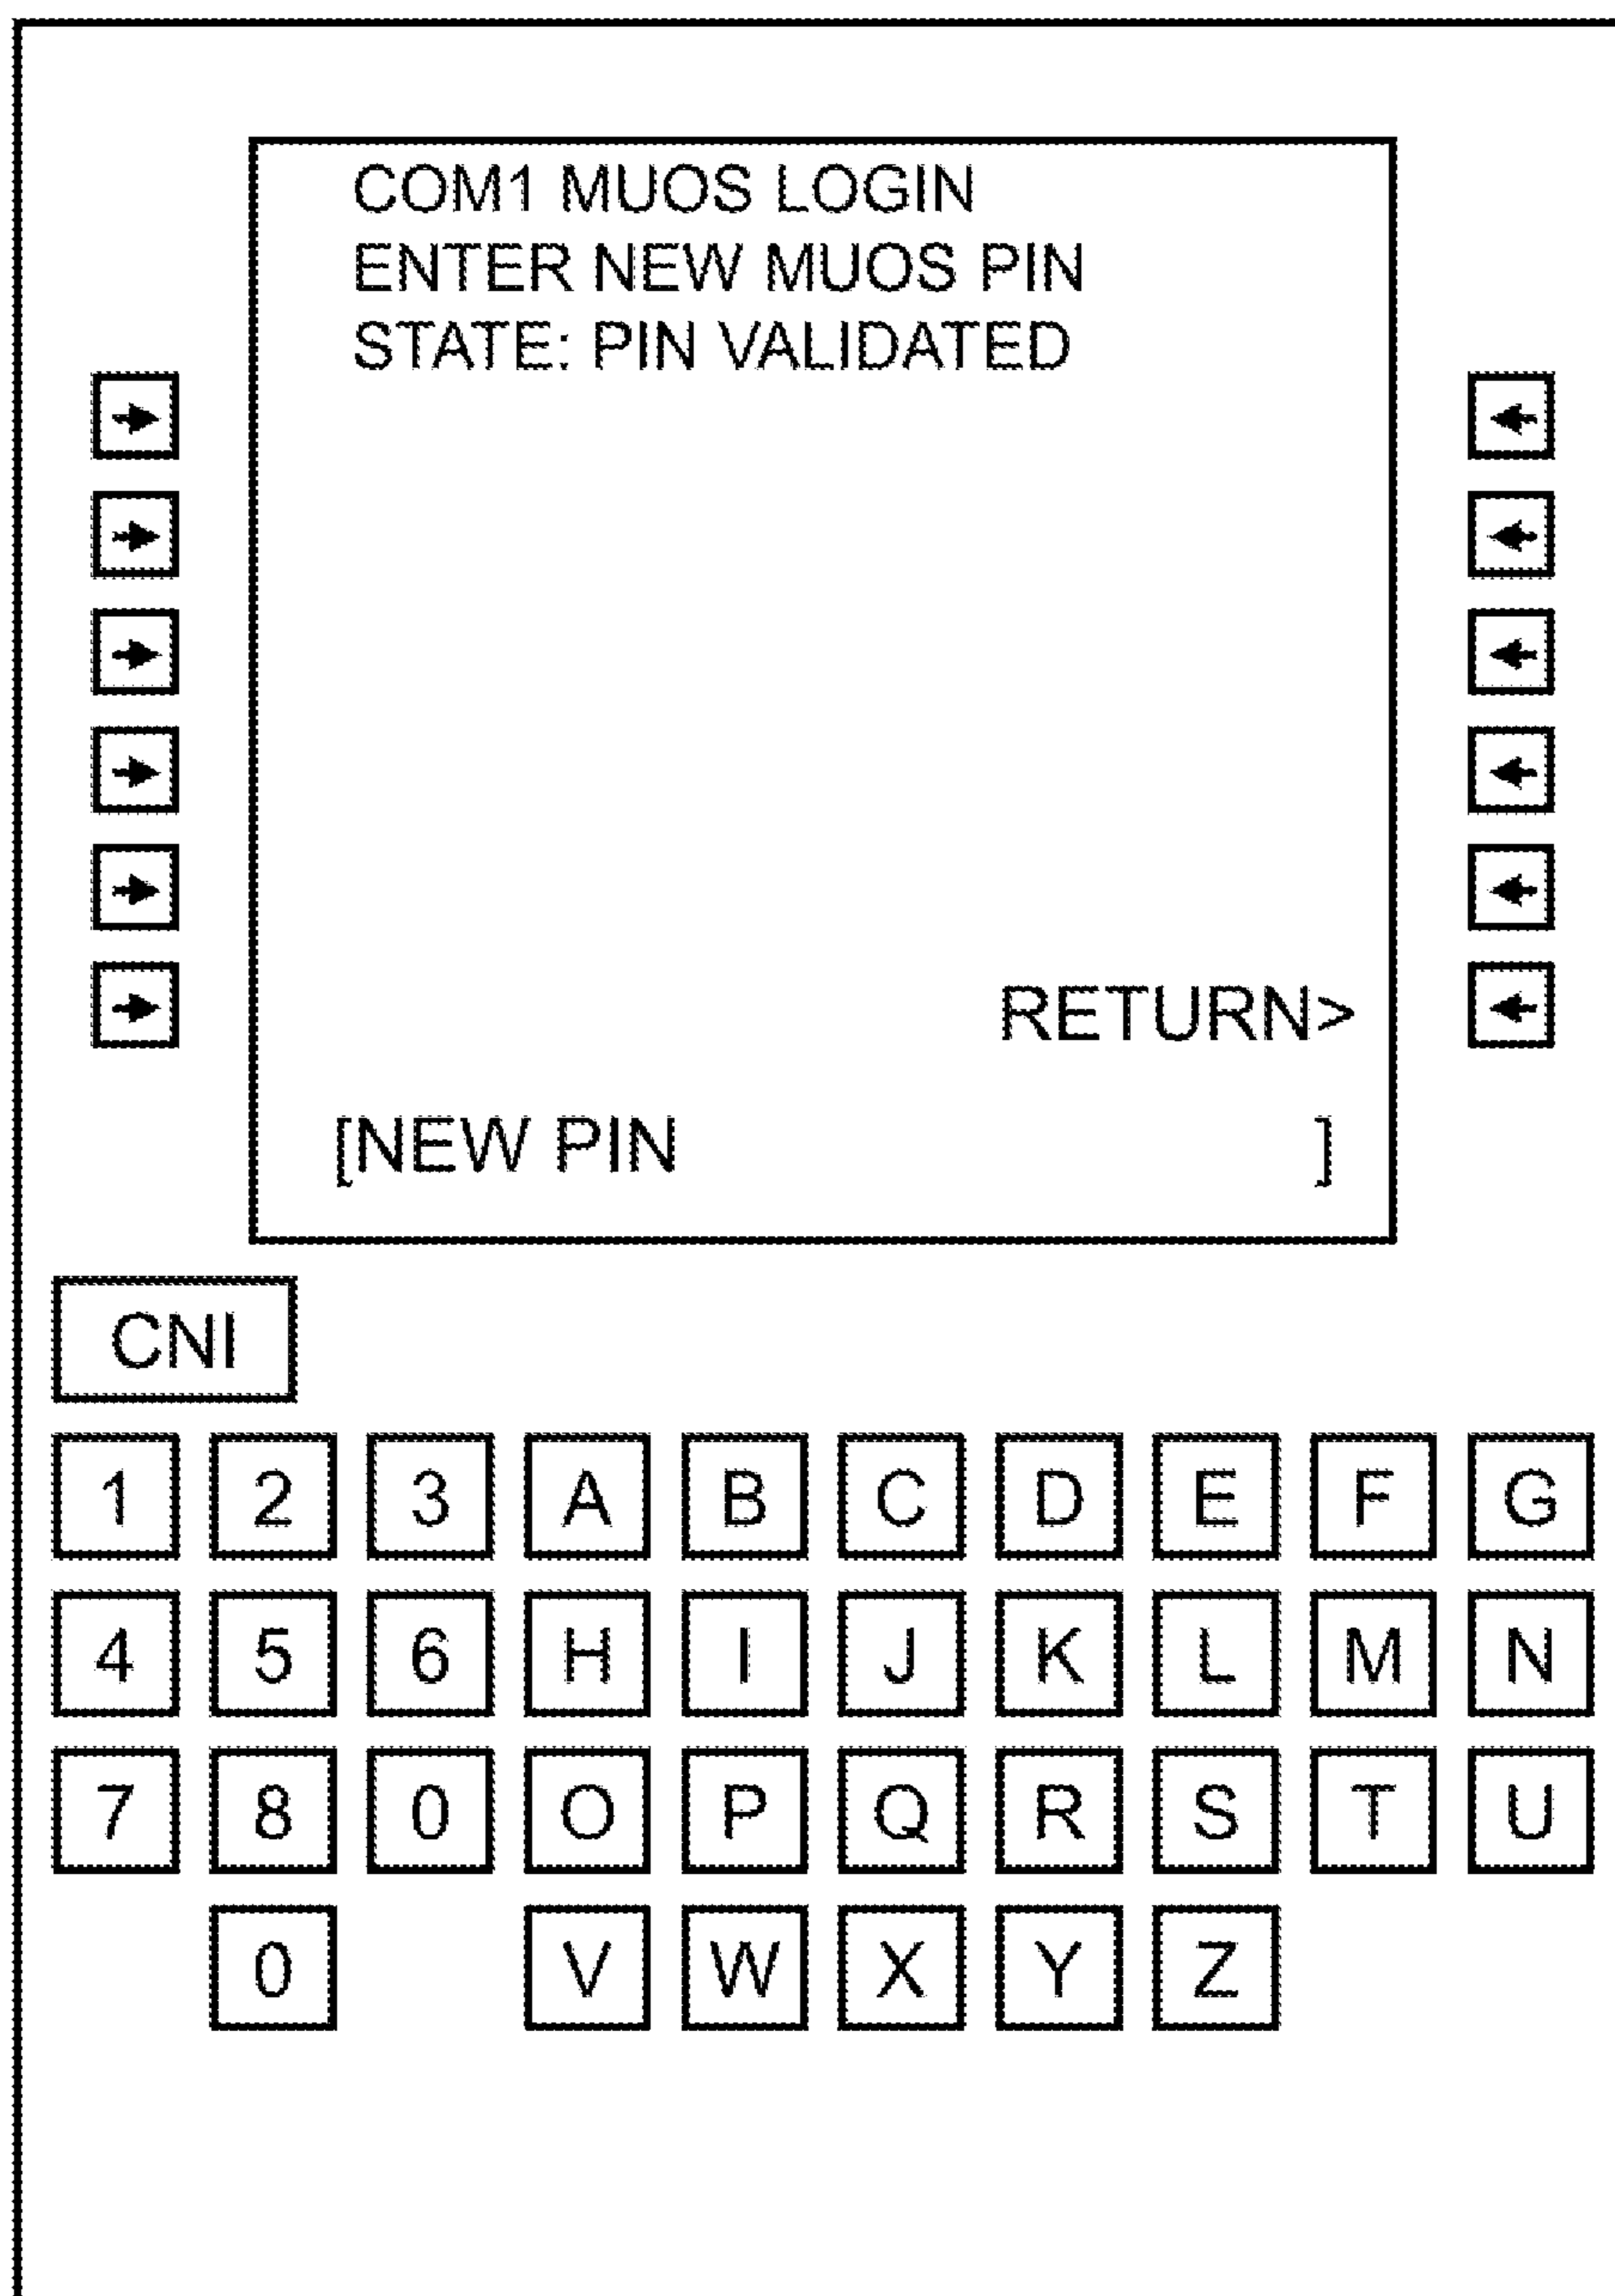 COM1 MUOS LOGIN
ENTER NEW MUOS PIN
STATE: PIN VALIDATED
RETURN>
[NEW PIN ]
CNI
1 2 3 A B C D E F G
4 5 6 H I J K L M N
7 8 0 O P Q R S T U
0 V W X Y Z